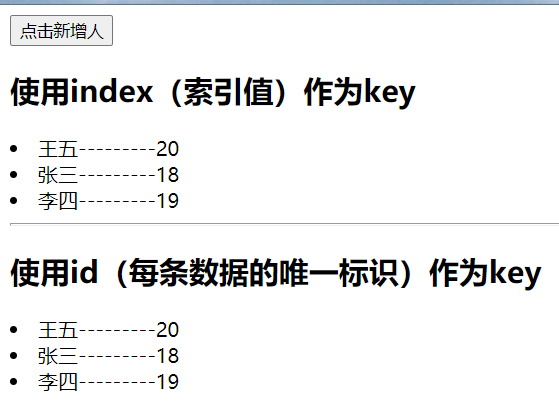 点击新增人
使用index（索引值）作为key
王五---------20
张三---------18
李四---------19
使用id（每条数据的唯一标识）作为key
王五---------20
张三---------18
李四---------19